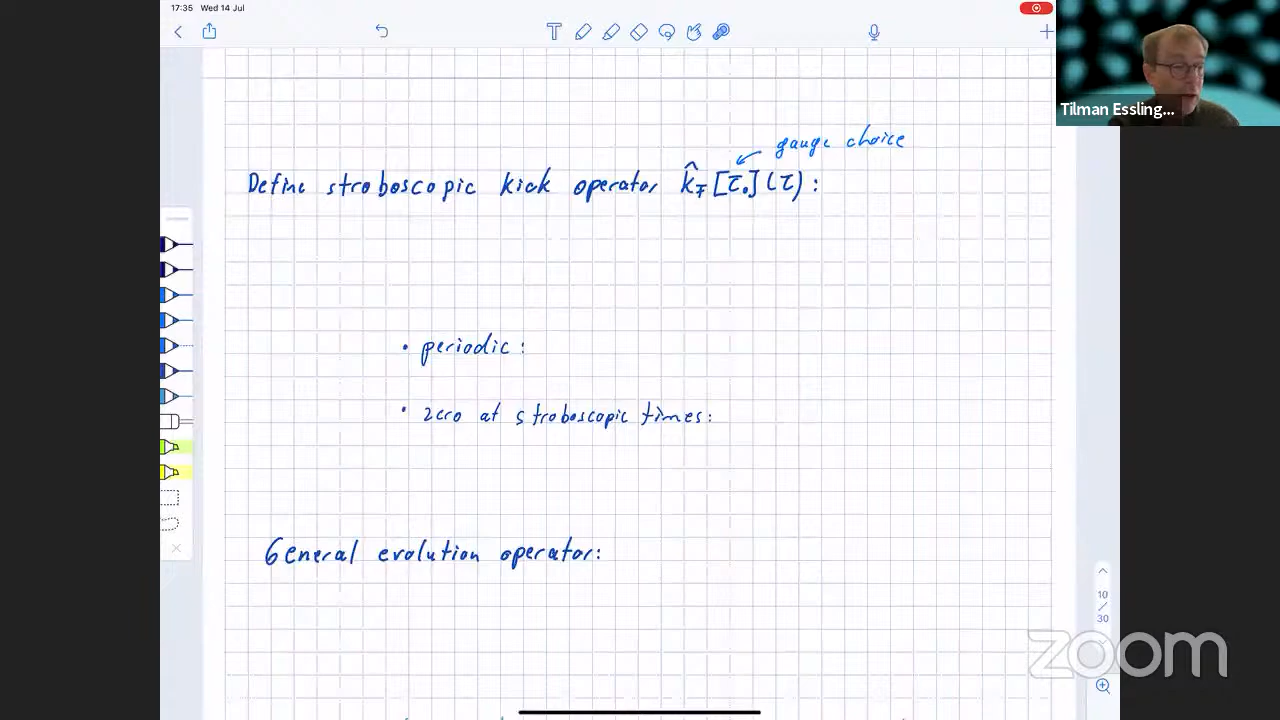 17:35 Wed 14 Jul
Tilman Essling...
gauge choice
Define stroboscopic kick operator k̂_F[τ₀](τ):
• periodic:
• zero at stroboscopic times:
General evolution operator:
10
/
30
zoom